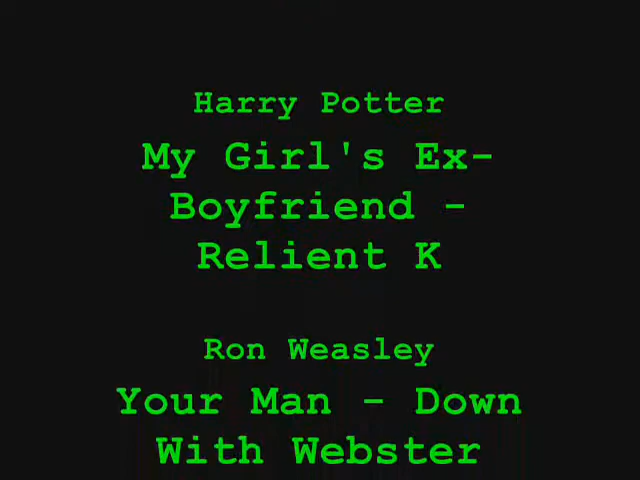 Harry Potter
My Girl's Ex-
Boyfriend -
Relient K
Ron Weasley
Your Man - Down
With Webster